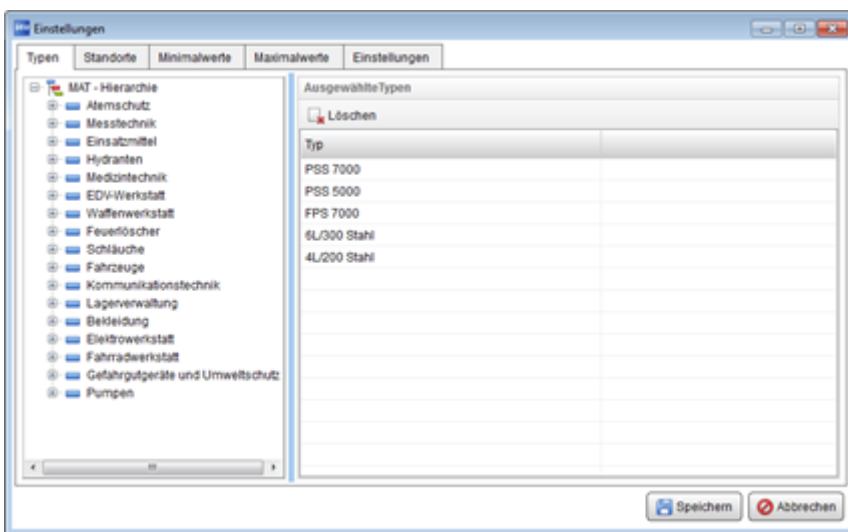 Einstellungen
Typen Standorte Minimalwerte Maximalwerte Einstellungen
MAT - Hierarchie
Atemschutz
Messtechnik
Einsatzmittel
Hydranten
Medizintechnik
EDV-Werkstatt
Waffenwerkstatt
Feuerlöscher
Schläuche
Fahrzeuge
Kommunikationstechnik
Lagerverwaltung
Bekleidung
Elektrowerkstatt
Fahrradwerkstatt
Gefahrgutgeräte und Umweltschutz
Pumpen
AusgewählteTypen
Löschen
Typ
PSS 7000
PSS 5000
FPS 7000
6L/300 Stahl
4L/200 Stahl
Speichern Abbrechen